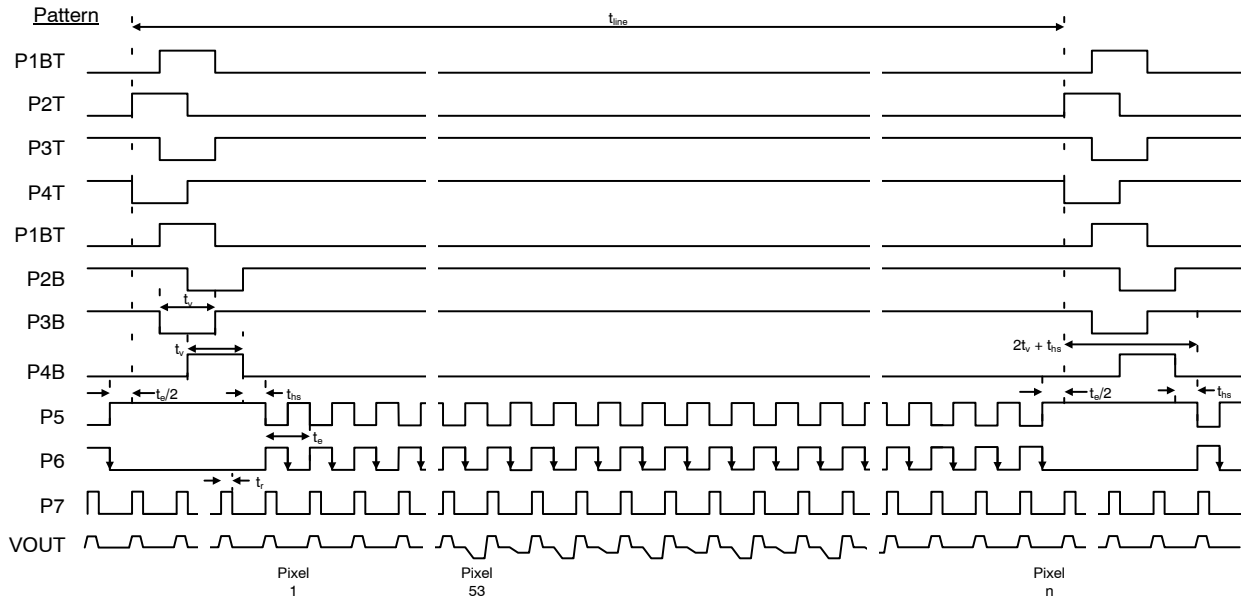 Pattern
t_line
P1BT
P2T
P3T
P4T
P1BT
P2B
t_v
P3B
t_v
2t_v + t_hs
P4B
t_e/2
t_hs
t_e/2
t_hs
P5
t_e
P6
t_r
P7
VOUT
Pixel
1
Pixel
53
Pixel
n